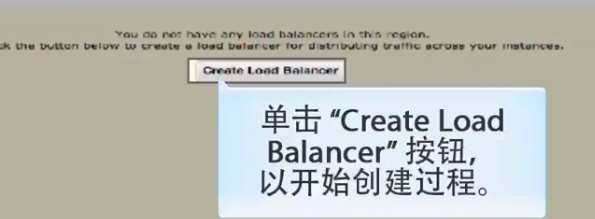 You do not have any load balancers in this region.
ck the button below to create a load balancer for distributing traffic across your instances.
Create Load Balancer
单击 “Create Load
Balancer” 按钮,
以开始创建过程。